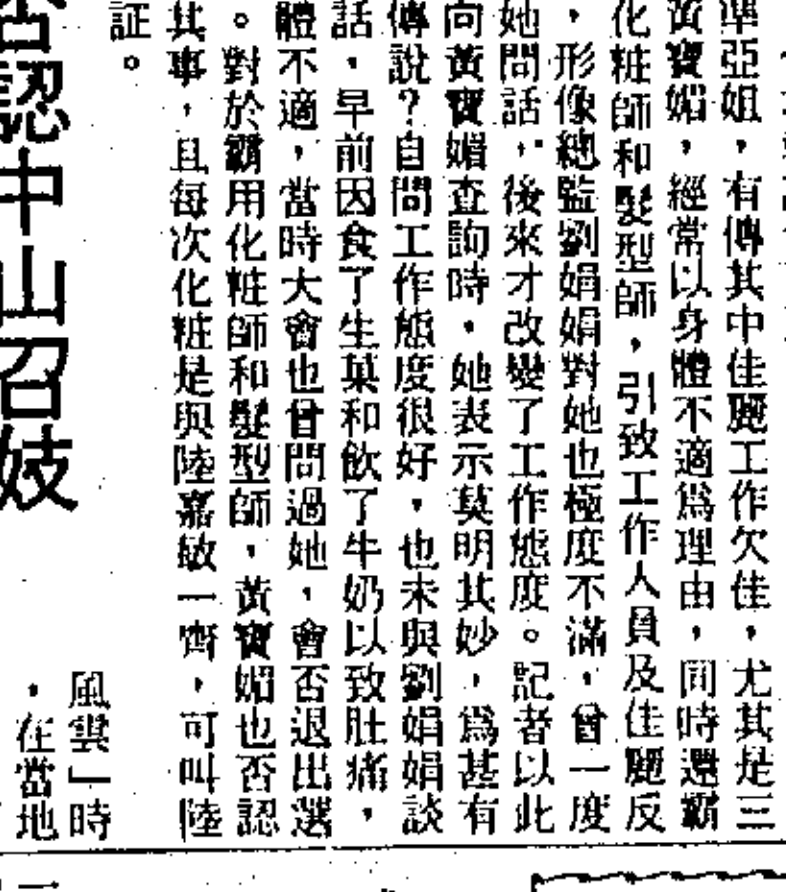 準亞姐，有傳其中佳麗工作欠佳，尤其是三
黃寶媚，經常以身體不適爲理由，同時還霸
化粧師和髮型師，引致工作人員及佳麗反
，形像總監劉娟娟對她也極度不滿，曾一度
她問話，後來才改變了工作態度。記者以此
向黃寶媚查詢時，她表示莫明其妙，爲甚有
傳說？自問工作態度很好，也未與劉娟娟談
話，早前因食了生菓和飲了牛奶以致肚痛，
體不適，當時大會也曾問過她，會否退出選
。對於霸用化粧師和髮型師，黃寶媚也否認
其事，且每次化粧是與陸嘉敏一齊，可叫陸
証。
否認中山召妓
風雲」時
，在當地